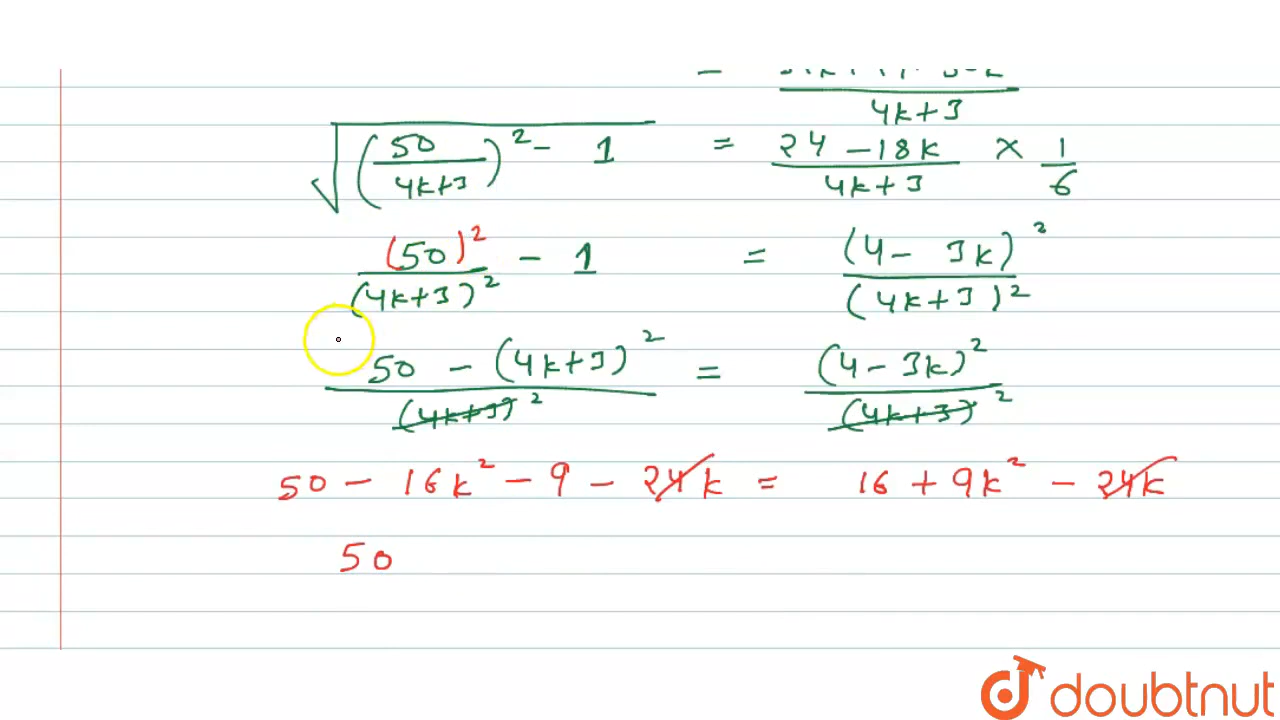 =
4k+3
√((50/(4k+3))² - 1) = (24 - 18k)/(4k+3) × 1/6
(50)²/(4k+3)² - 1 = (4 - 3k)²/(4k+3)²
(50 - (4k+3)²)/(4k+3)² = (4 - 3k)²/(4k+3)²
50 - 16k² - 9 - 24k = 16 + 9k² - 24k
50
doubtnut